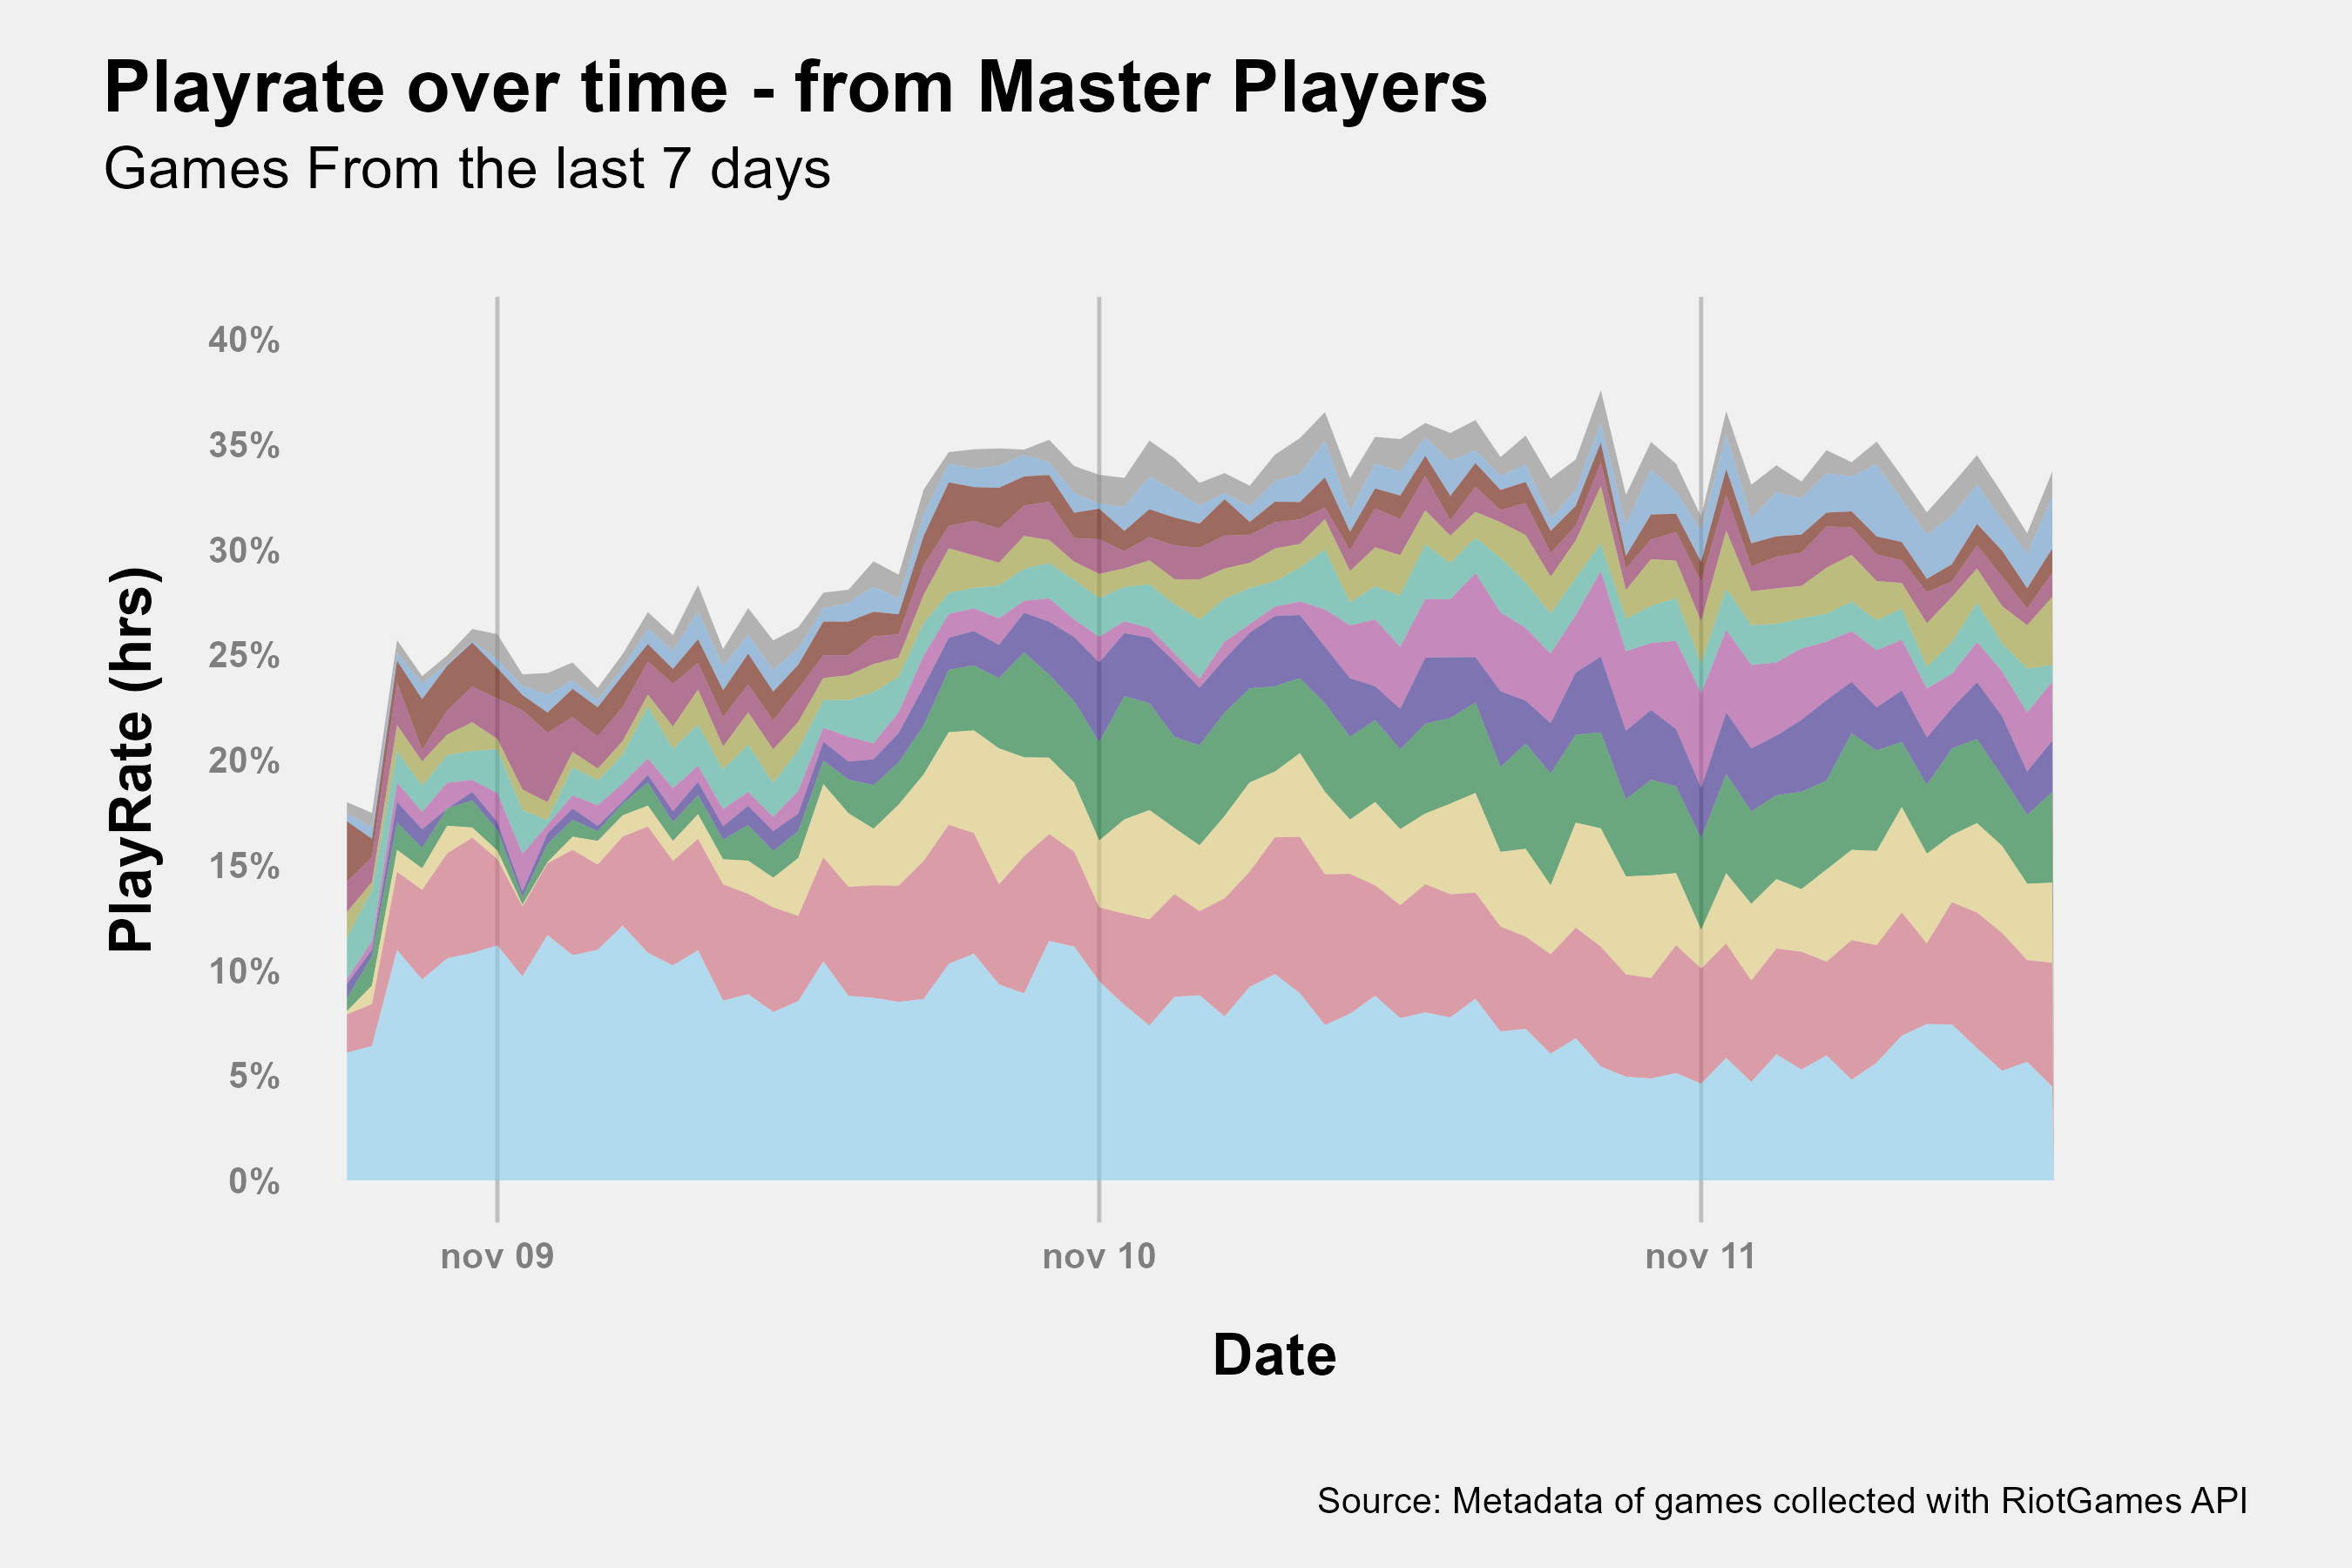 Playrate over time - from Master Players
Games From the last 7 days
PlayRate (hrs)
40%
35%
30%
25%
20%
15%
10%
5%
0%
nov 09
nov 10
nov 11
Date
Source: Metadata of games collected with RiotGames API